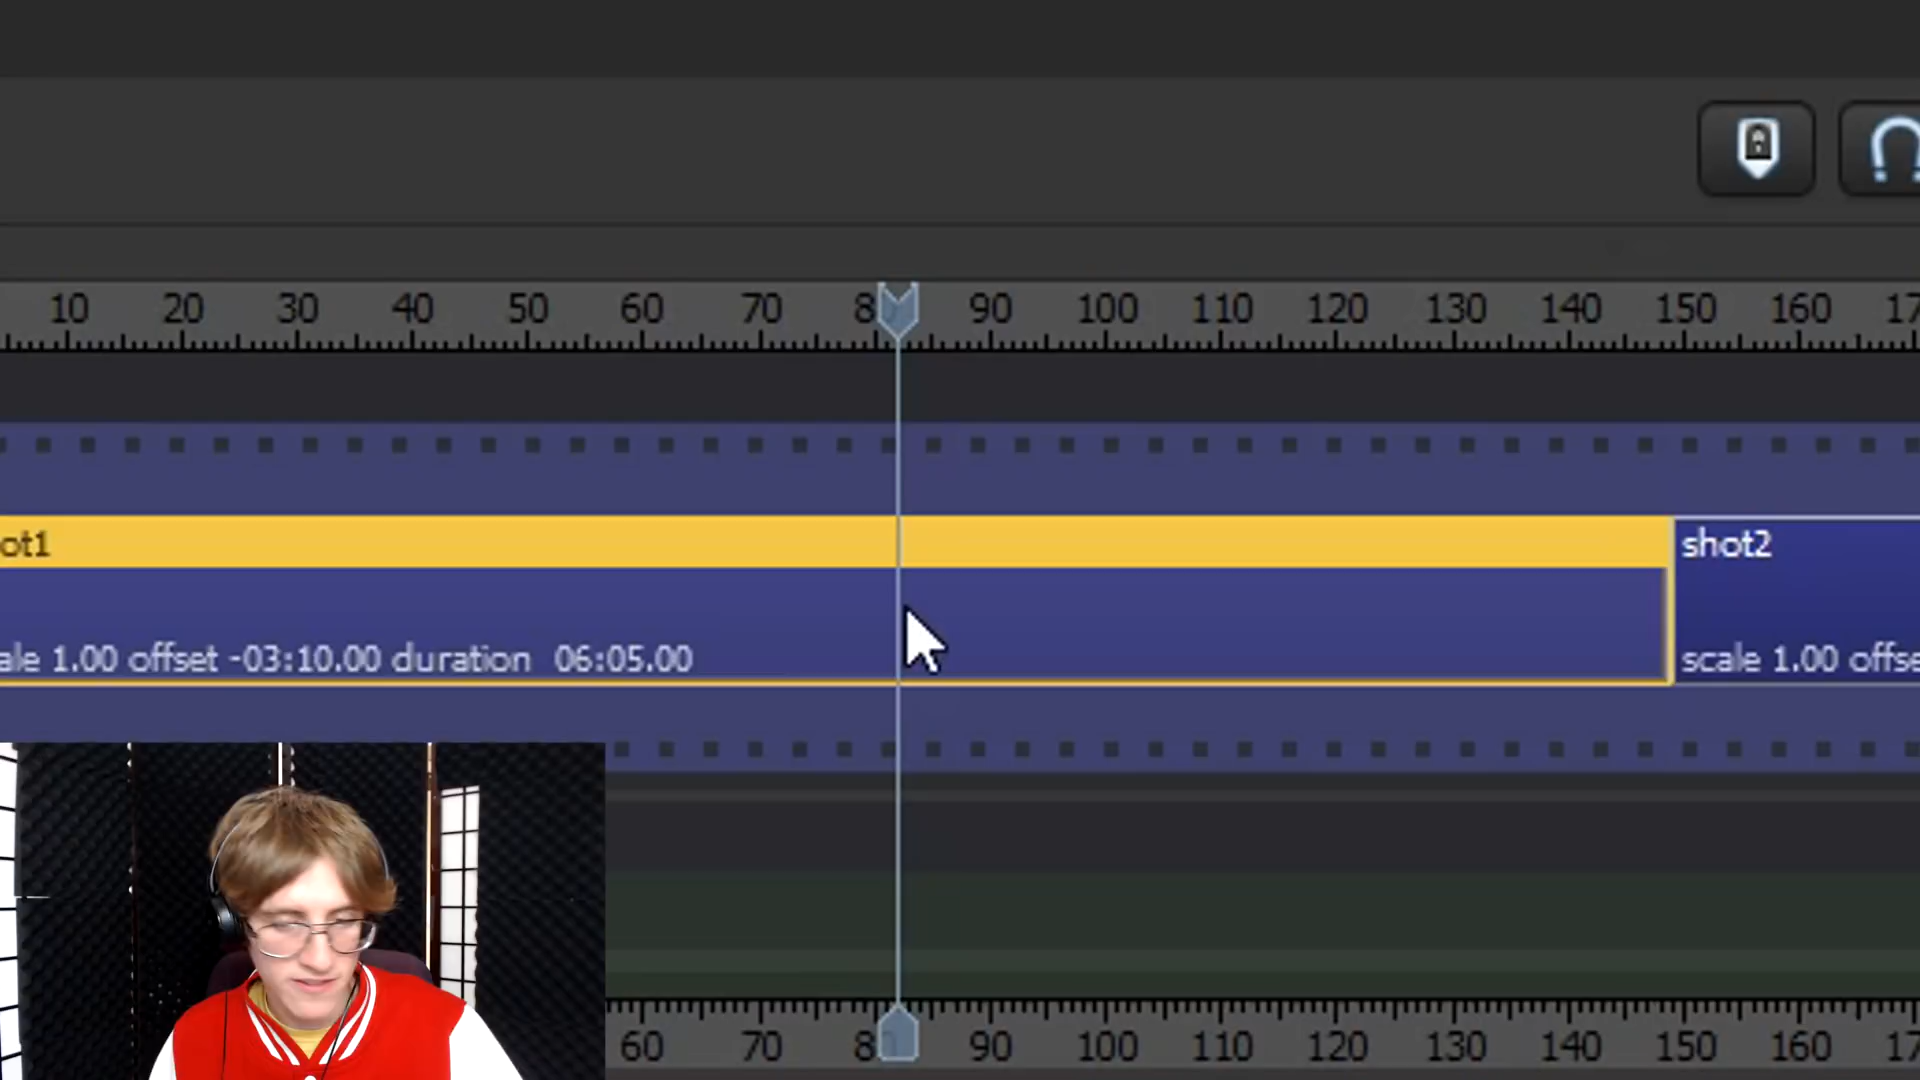 10 20 30 40 50 60 70 8 90 100 110 120 130 140 150 160 17
ot1
shot2
ale 1.00 offset -03:10.00 duration 06:05.00
scale 1.00 offse
60 70 8 90 100 110 120 130 140 150 160 17